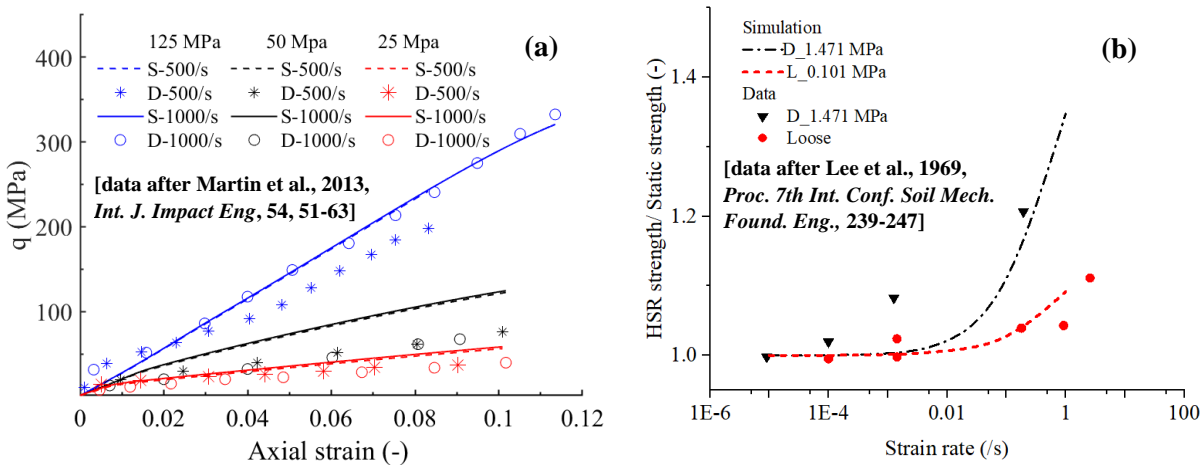 (a)
125 MPa 50 Mpa 25 Mpa
S-500/s S-500/s S-500/s
D-500/s D-500/s D-500/s
S-1000/s S-1000/s S-1000/s
D-1000/s D-1000/s D-1000/s
[data after Martin et al., 2013,
Int. J. Impact Eng, 54, 51-63]
q (MPa)
400
300
200
100
0
0 0.02 0.04 0.06 0.08 0.1 0.12
Axial strain (-)
(b)
Simulation
D_1.471 MPa
L_0.101 MPa
Data
D_1.471 MPa
Loose
[data after Lee et al., 1969,
Proc. 7th Int. Conf. Soil Mech.
Found. Eng., 239-247]
HSR strength/ Static strength (-)
1.4
1.2
1.0
1E-6 1E-4 0.01 1 100
Strain rate (/s)